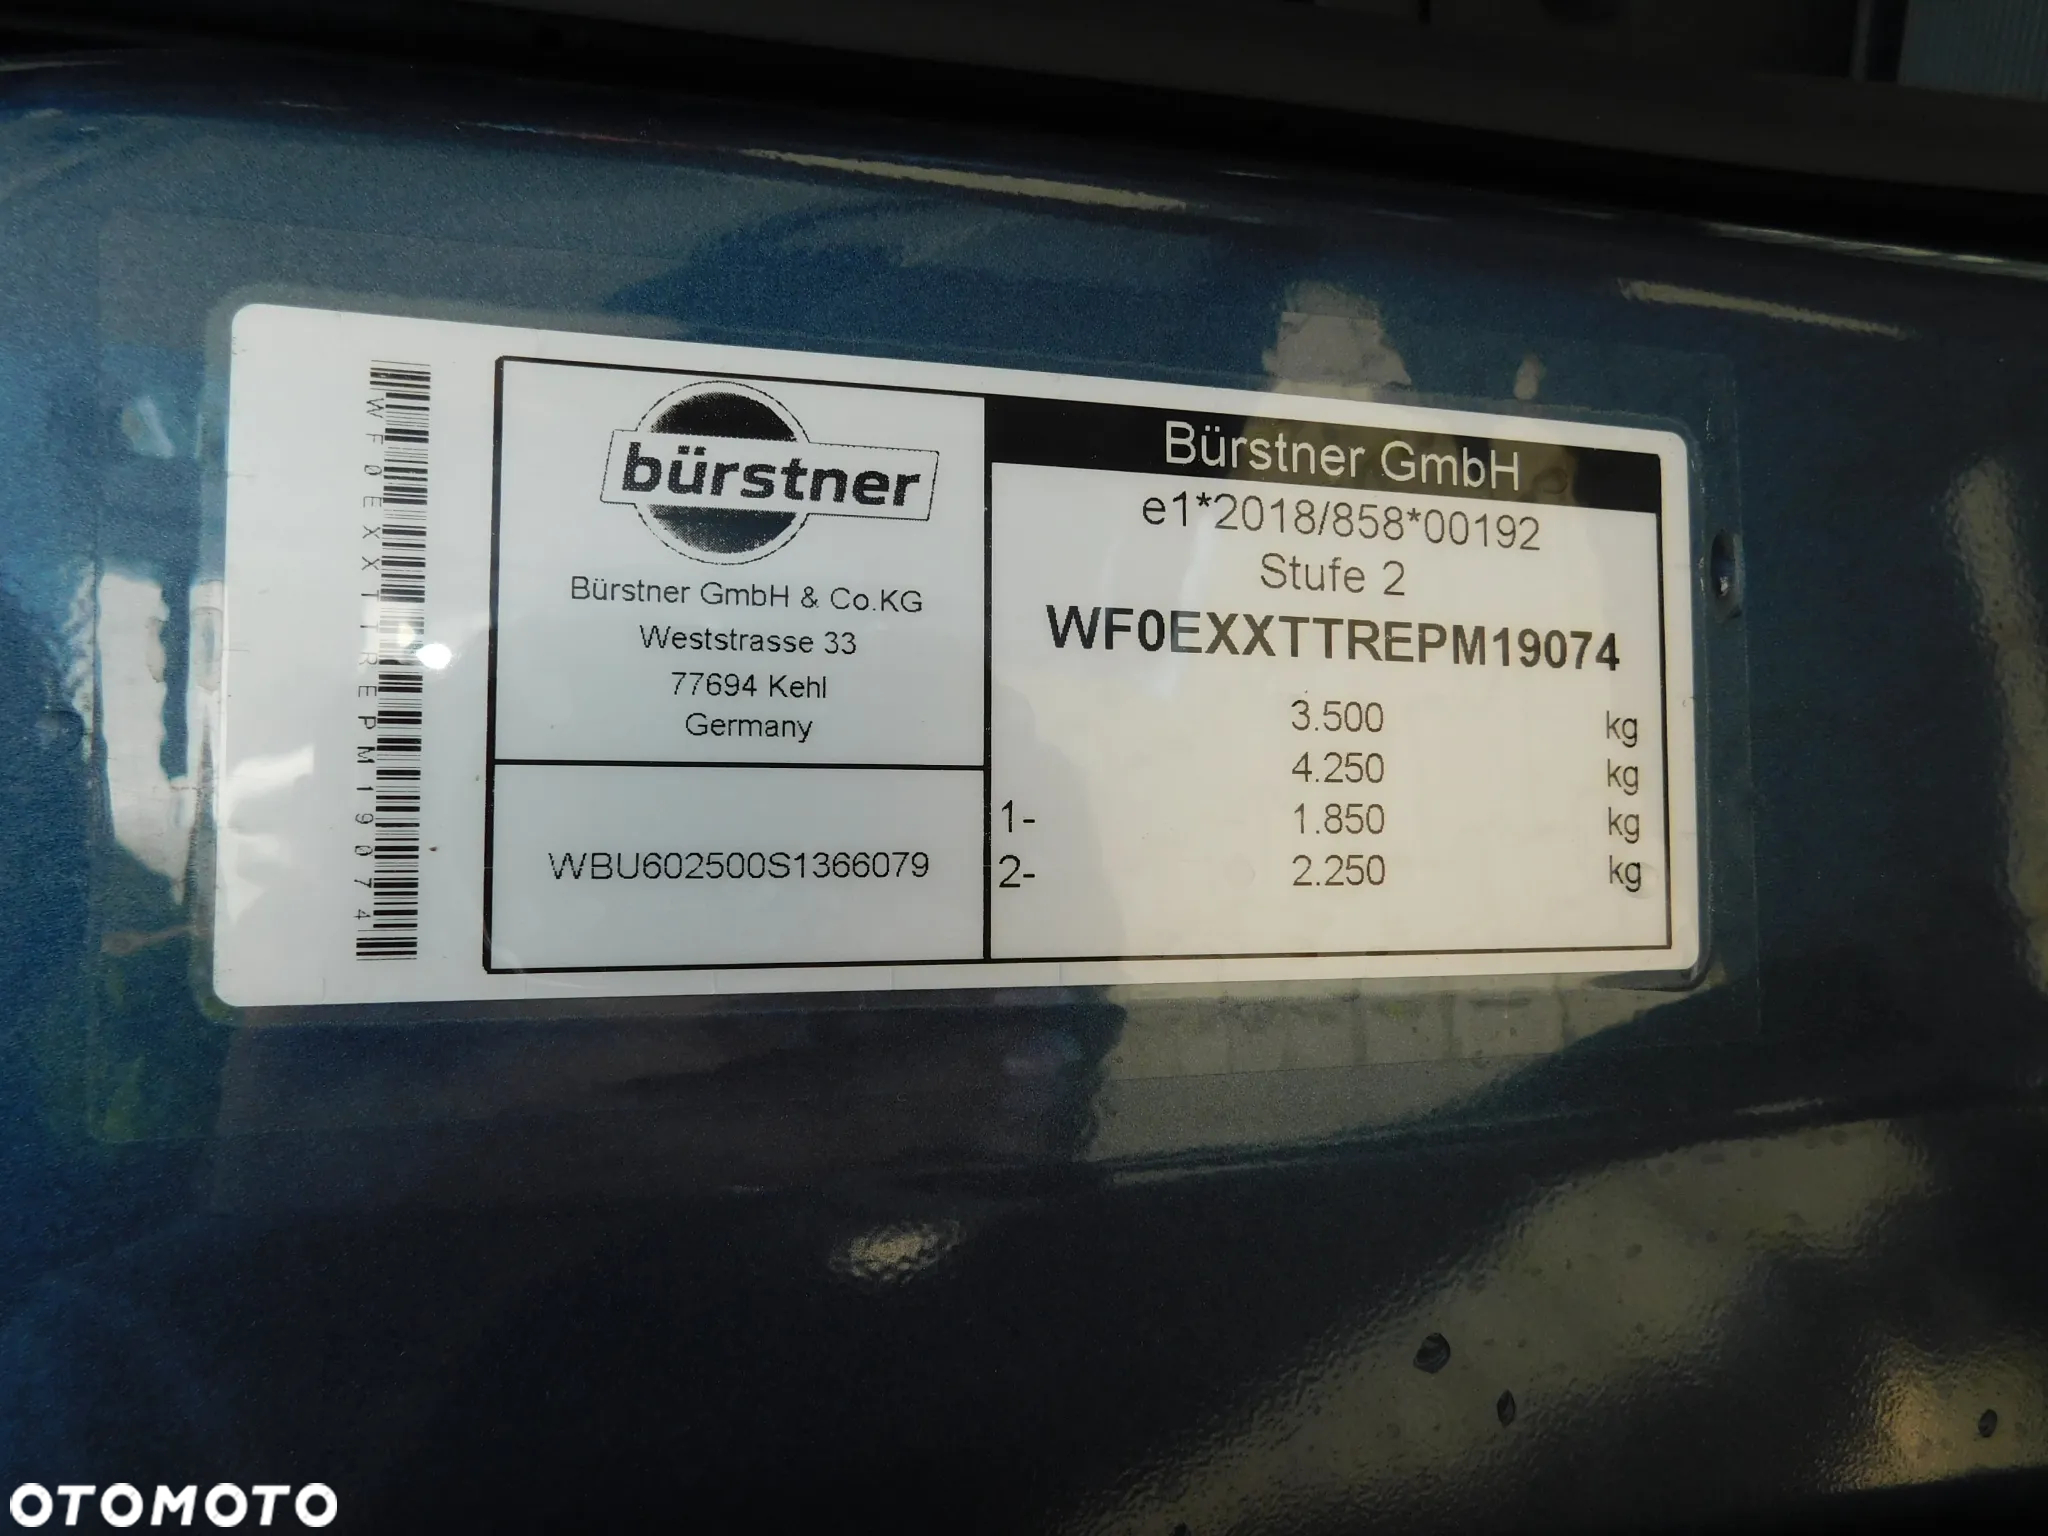 WF0EXXTTREPM19074
bürstner
Bürstner GmbH & Co.KG
Weststrasse 33
77694 Kehl
Germany
WBU602500S1366079
Bürstner GmbH
e1*2018/858*00192
Stufe 2
WF0EXXTTREPM19074
3.500 kg
4.250 kg
1- 1.850 kg
2- 2.250 kg
OTOMOTO